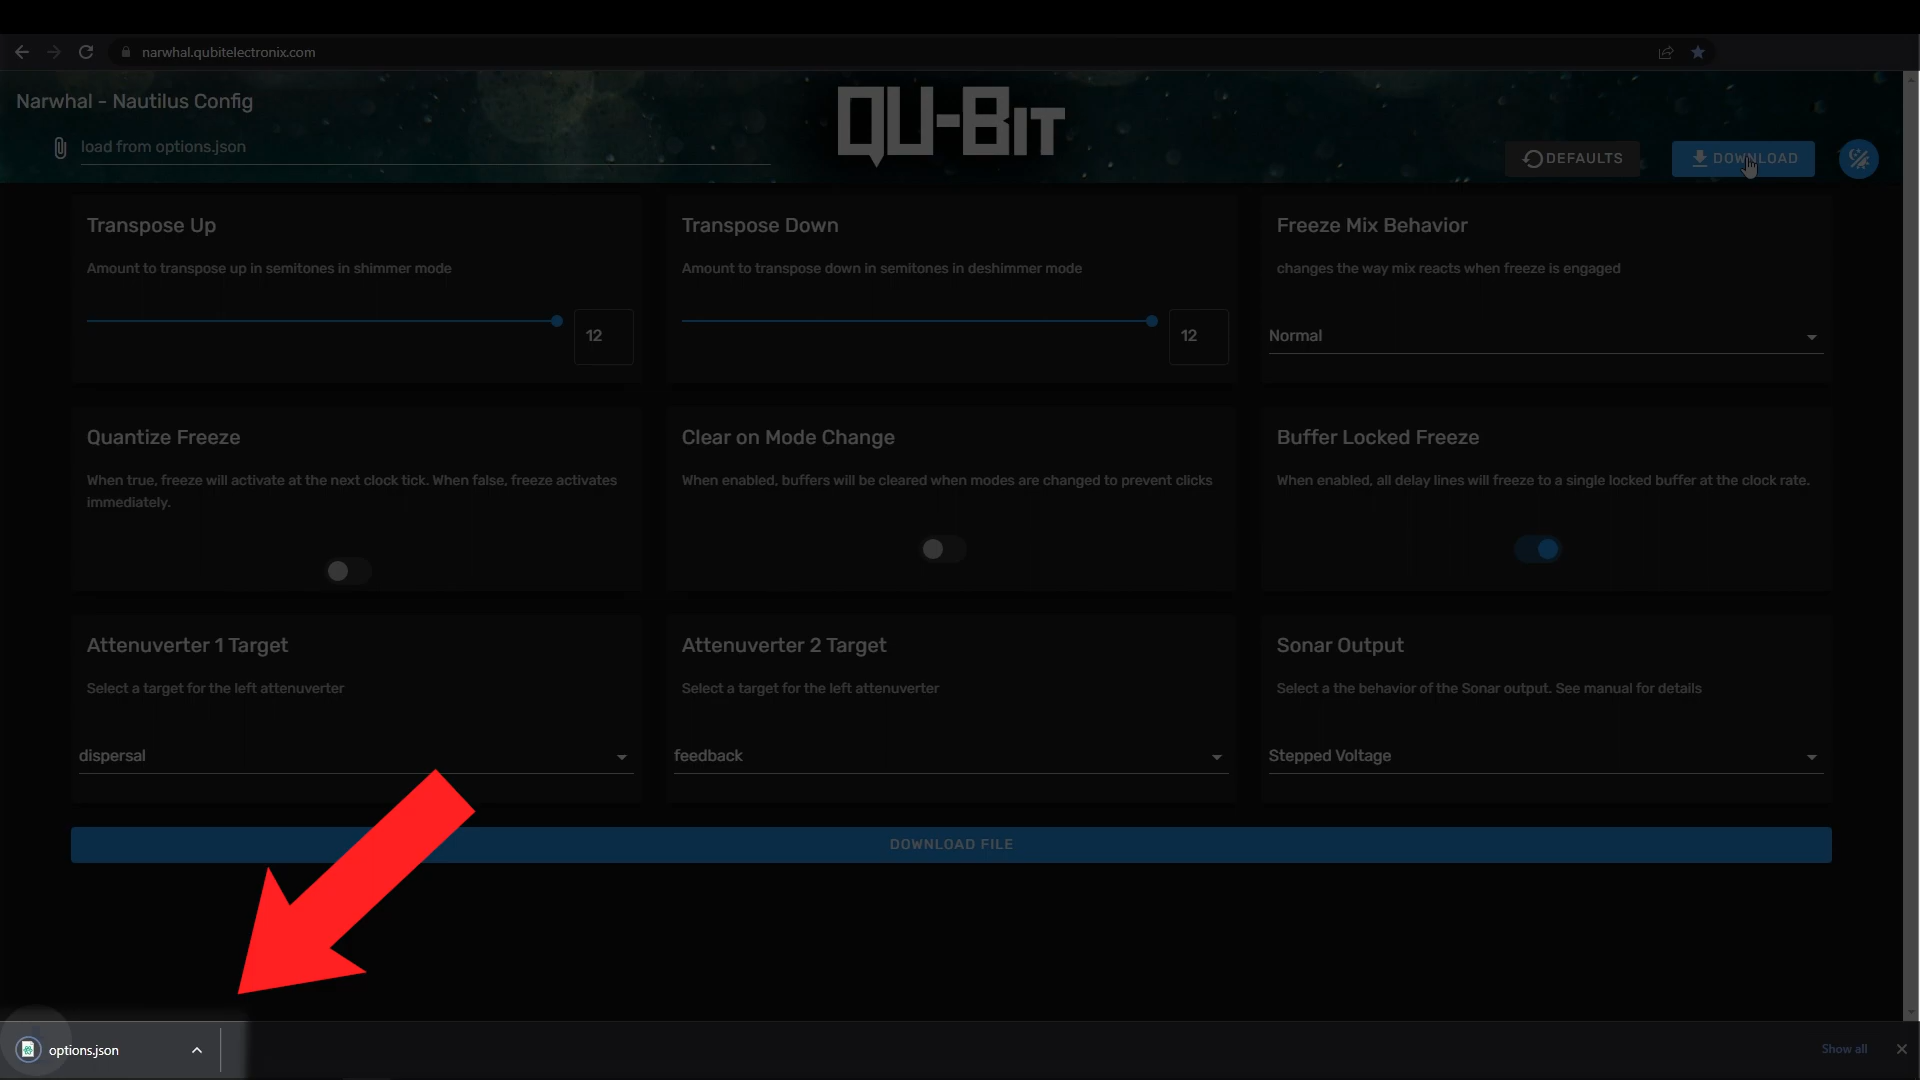 narwhal.qubitelectronix.com
Narwhal - Nautilus Config
load from options.json
QU-BIT
DEFAULTS
DOWNLOAD
Transpose Up
Amount to transpose up in semitones in shimmer mode
12
Transpose Down
Amount to transpose down in semitones in deshimmer mode
12
Freeze Mix Behavior
changes the way mix reacts when freeze is engaged
Normal
Quantize Freeze
When true, freeze will activate at the next clock tick. When false, freeze activates
immediately.
Clear on Mode Change
When enabled, buffers will be cleared when modes are changed to prevent clicks
Buffer Locked Freeze
When enabled, all delay lines will freeze to a single locked buffer at the clock rate.
Attenuverter 1 Target
Select a target for the left attenuverter
dispersal
Attenuverter 2 Target
Select a target for the left attenuverter
feedback
Sonar Output
Select a the behavior of the Sonar output. See manual for details
Stepped Voltage
DOWNLOAD FILE
options.json
Show all